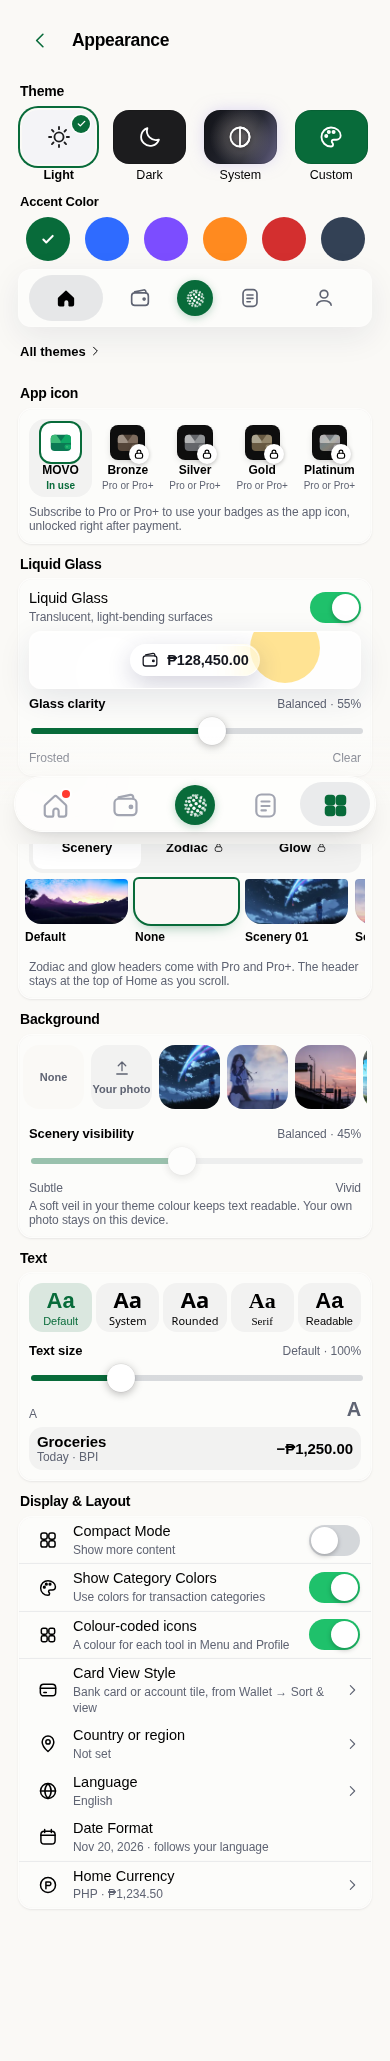 Appearance
Theme
Light
Dark
System
Custom
Accent Color
All themes
App icon
MOVO
Bronze
Silver
Gold
Platinum
In use
Pro or Pro+
Pro or Pro+
Pro or Pro+
Pro or Pro+
Subscribe to Pro or Pro+ to use your badges as the app icon,
unlocked right after payment.
Liquid Glass
Liquid Glass
Translucent, light-bending surfaces
₱128,450.00
Glass clarity
Balanced · 55%
Frosted
Clear
Scenery
Zodiac
Glow
Default
None
Scenery 01
Zodiac and glow headers come with Pro and Pro+. The header
stays at the top of Home as you scroll.
Background
None
Your photo
Scenery visibility
Balanced · 45%
Subtle
Vivid
A soft veil in your theme colour keeps text readable. Your own
photo stays on this device.
Text
Aa
Aa
Aa
Aa
Aa
Default
System
Rounded
Serif
Readable
Text size
Default · 100%
A
A
Groceries
Today · BPI
−₱1,250.00
Display & Layout
Compact Mode
Show more content
Show Category Colors
Use colors for transaction categories
Colour-coded icons
A colour for each tool in Menu and Profile
Card View Style
Bank card or account tile, from Wallet → Sort &
view
Country or region
Not set
Language
English
Date Format
Nov 20, 2026 · follows your language
Home Currency
PHP · ₱1,234.50